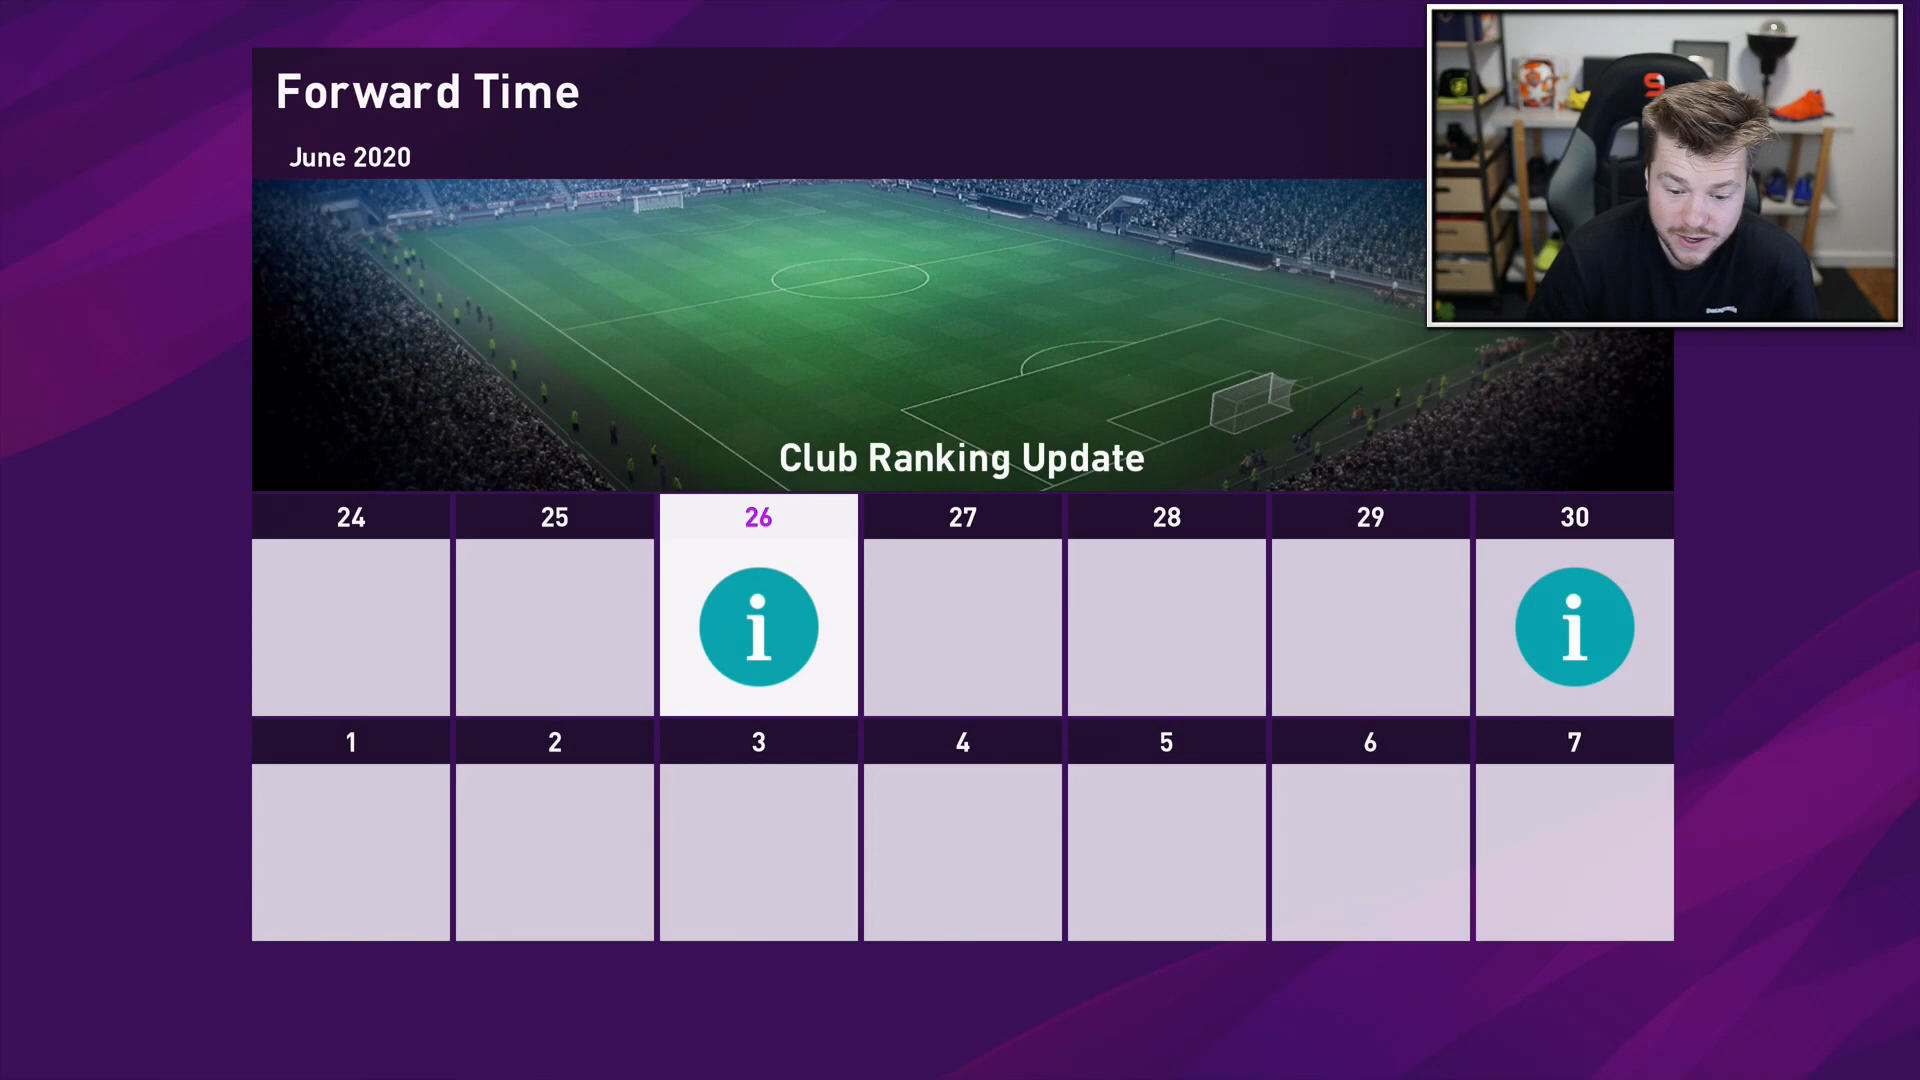 Forward Time
June 2020
Club Ranking Update
24 25 26 27 28 29 30
1 2 3 4 5 6 7